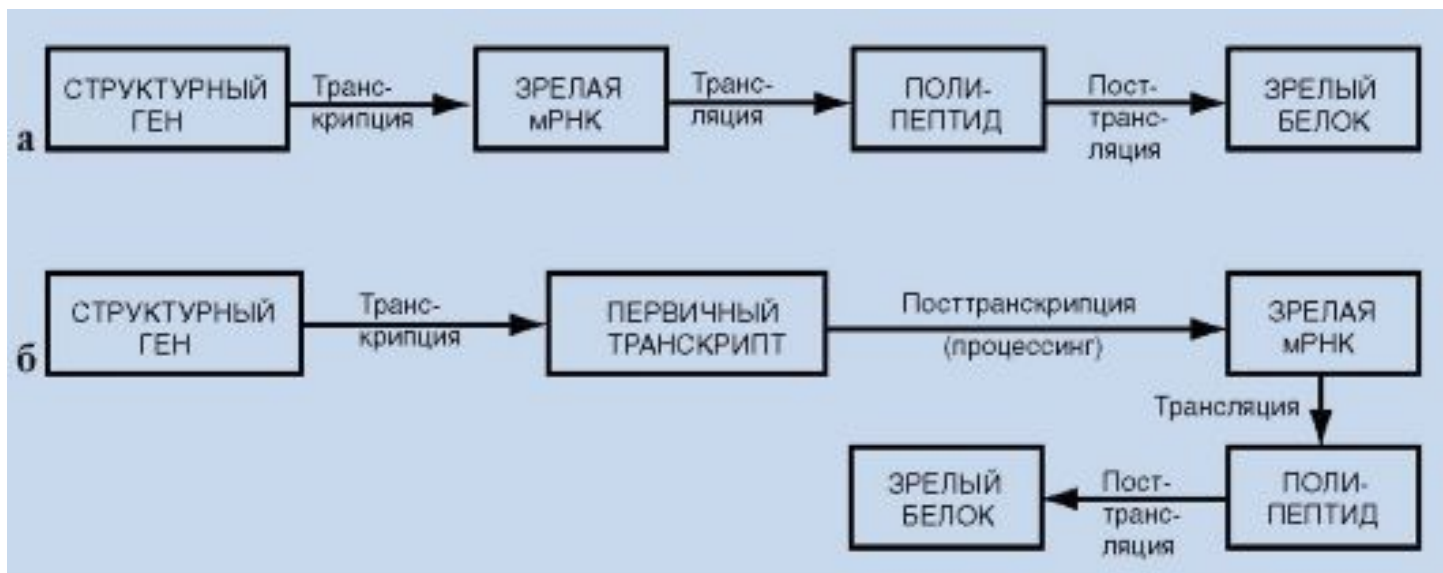 а
СТРУКТУРНЫЙ
ГЕН
Транс-
крипция
ЗРЕЛАЯ
мРНК
Транс-
ляция
ПОЛИ-
ПЕПТИД
Пост-
транс-
ляция
ЗРЕЛЫЙ
БЕЛОК
б
СТРУКТУРНЫЙ
ГЕН
Транс-
крипция
ПЕРВИЧНЫЙ
ТРАНСКРИПТ
Посттранскрипция
(процессинг)
ЗРЕЛАЯ
мРНК
Трансляция
ПОЛИ-
ПЕПТИД
Пост-
транс-
ляция
ЗРЕЛЫЙ
БЕЛОК